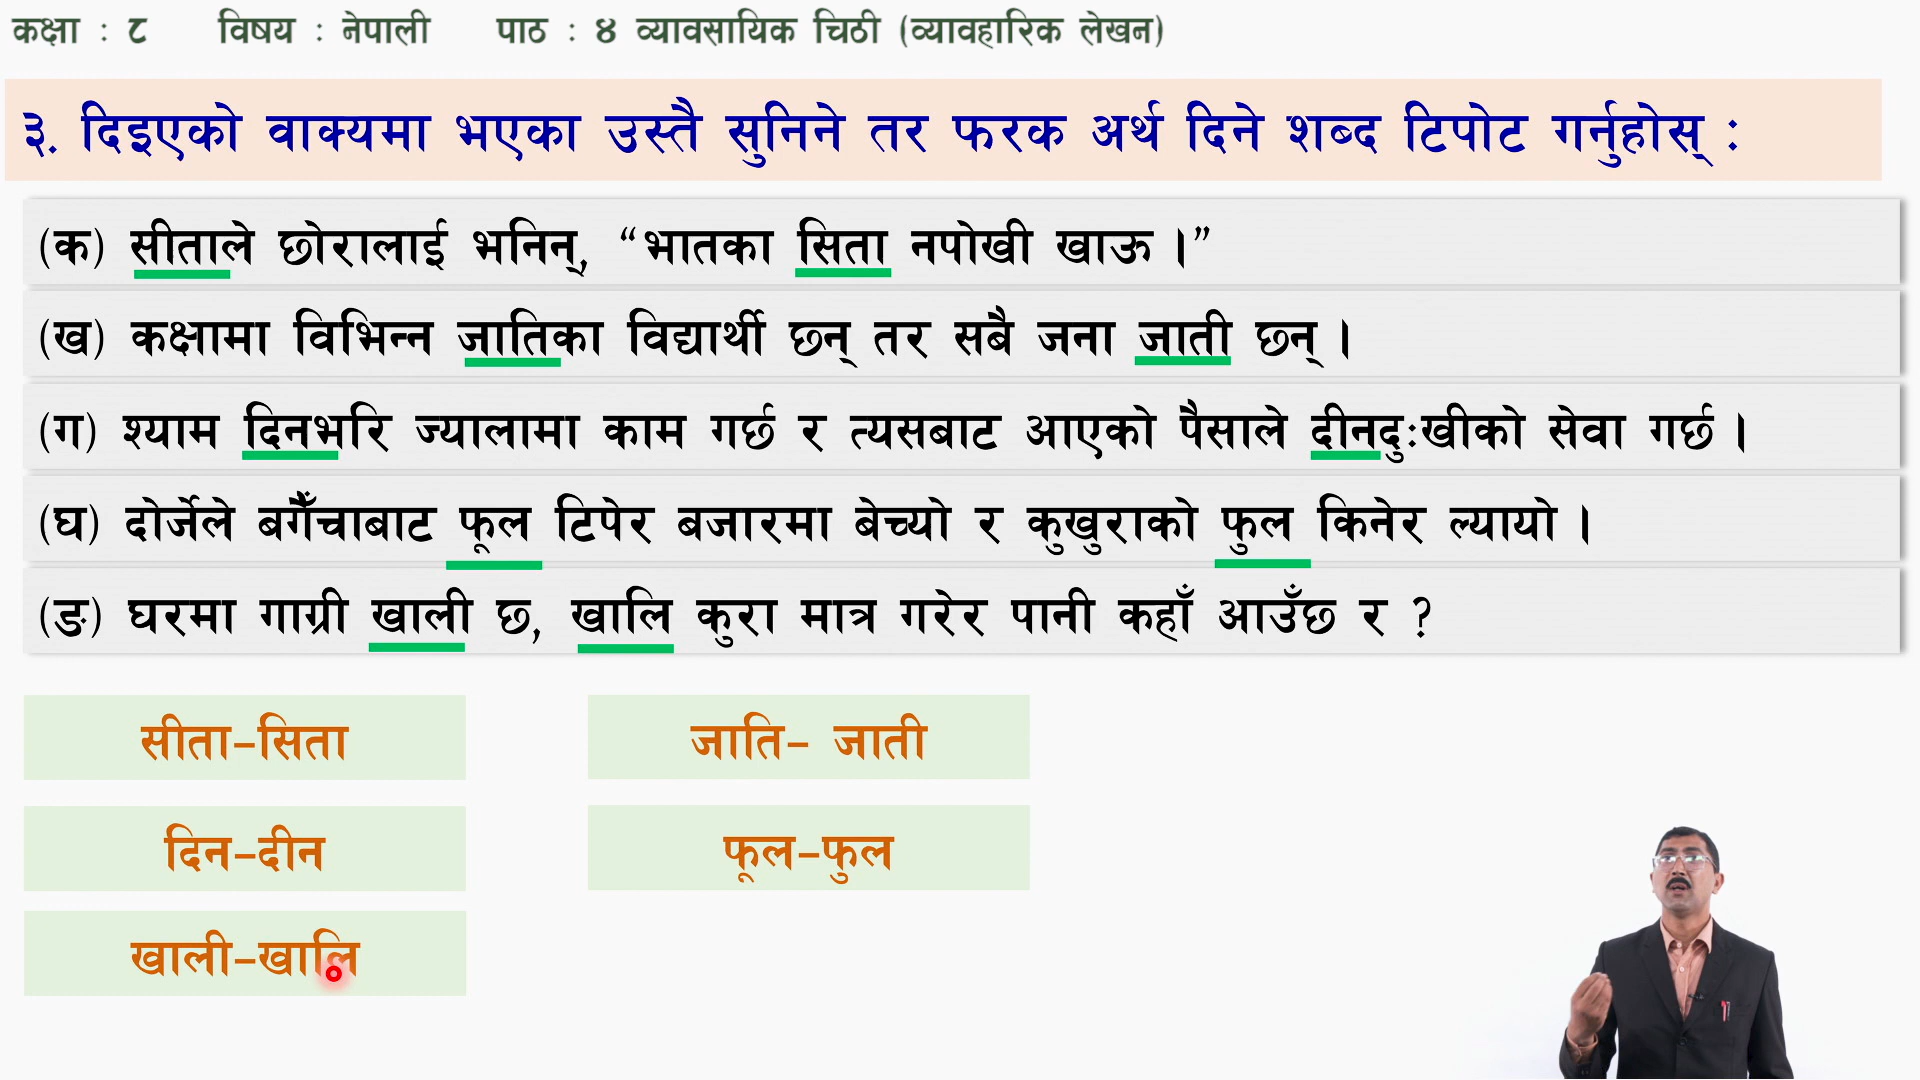 कक्षा : ८ विषय : नेपाली पाठ : ४ व्यावसायिक चिठी (व्यावहारिक लेखन)
३. दिइएको वाक्यमा भएका उस्तै सुनिने तर फरक अर्थ दिने शब्द टिपोट गर्नुहोस् :
(क) सीताले छोरालाई भनिन्, “भातका सिता नपोखी खाऊ ।”
(ख) कक्षामा विभिन्न जातिका विद्यार्थी छन् तर सबै जना जाती छन् ।
(ग) श्याम दिनभरि ज्यालामा काम गर्छ र त्यसबाट आएको पैसाले दीनदुःखीको सेवा गर्छ ।
(घ) दोर्जेले बगैँचाबाट फूल टिपेर बजारमा बेच्यो र कुखुराको फुल किनेर ल्यायो ।
(ङ) घरमा गाग्री खाली छ, खालि कुरा मात्र गरेर पानी कहाँ आउँछ र ?
सीता–सिता जाति– जाती
दिन–दीन फूल–फुल
खाली–खालि